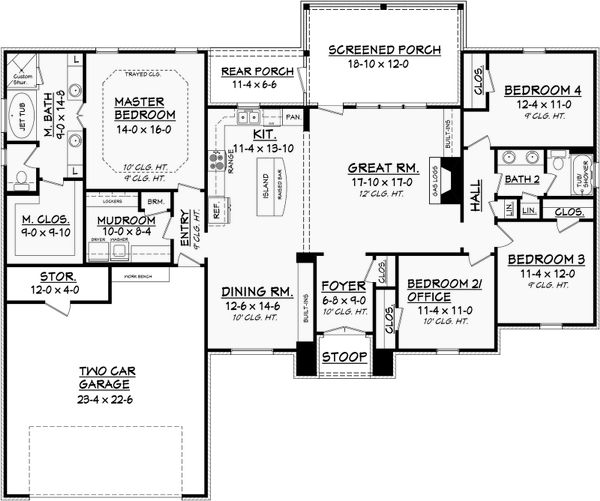 SCREENED PORCH
18-10 x 12-0
REAR PORCH
11-4 x 6-6
Custom
Shwr.
JET TUB
M. BATH
9-0 x 14-8
L
L
TRAYED CLG.
MASTER
BEDROOM
14-0 x 16-0
10' CLG. HT.
9' CLG. HT.
KIT.
11-4 x 13-10
PAN.
RANGE
REF.
ISLAND
RAISED BAR
GREAT RM.
17-10 x 17-0
12' CLG. HT.
BUILT-INS
GAS LOGS
CLOS.
BEDROOM 4
12-4 x 11-0
9' CLG. HT.
HALL
BATH 2
TUB/
SHOWER
LIN.
LIN.
CLOS.
BEDROOM 3
11-4 x 12-0
9' CLG. HT.
M. CLOS.
9-0 x 9-10
LOCKERS
BRM.
MUDROOM
10-0 x 8-4
DRYER
WASHER
ENTRY
9' CLG. HT.
WORK BENCH
STOR.
12-0 x 4-0
DINING RM.
12-6 x 14-6
10' CLG. HT.
BUILT-INS
FOYER
6-8 x 9-0
10' CLG. HT.
CLOS.
CLOS.
BEDROOM 2/
OFFICE
11-4 x 11-0
10' CLG. HT.
STOOP
TWO CAR
GARAGE
23-4 x 22-6